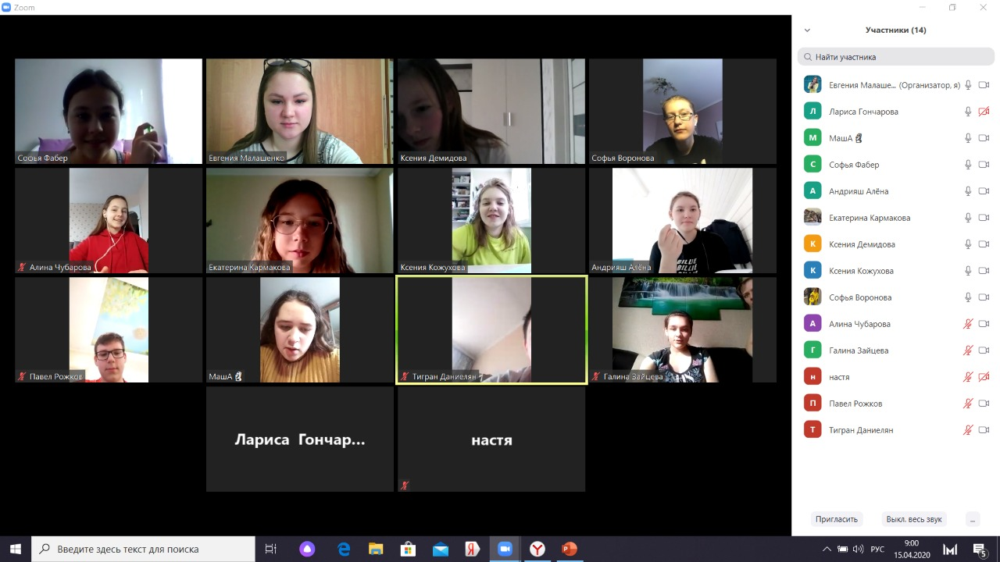 Zoom
Софья Фабер
Евгения Малашенко
Ксения Демидова
Софья Воронова
Алина Чубарова
Екатерина Кармакова
Ксения Кожухова
Андрияш Алёна
BILLIE
BILLIE
BILLIE
Павел Рожков
МашА
Тигран Даниелян
Галина Зайцева
Лариса Гончар...
настя
Участники (14)
Найти участника
Евгения Малаше... (Организатор, я)
Л Лариса Гончарова
М МашА
С Софья Фабер
А Андрияш Алёна
Екатерина Кармакова
К Ксения Демидова
К Ксения Кожухова
Софья Воронова
А Алина Чубарова
Г Галина Зайцева
н настя
П Павел Рожков
Т Тигран Даниелян
Пригласить
Выкл. весь звук
...
Введите здесь текст для поиска
РУС
9:00
15.04.2020
5